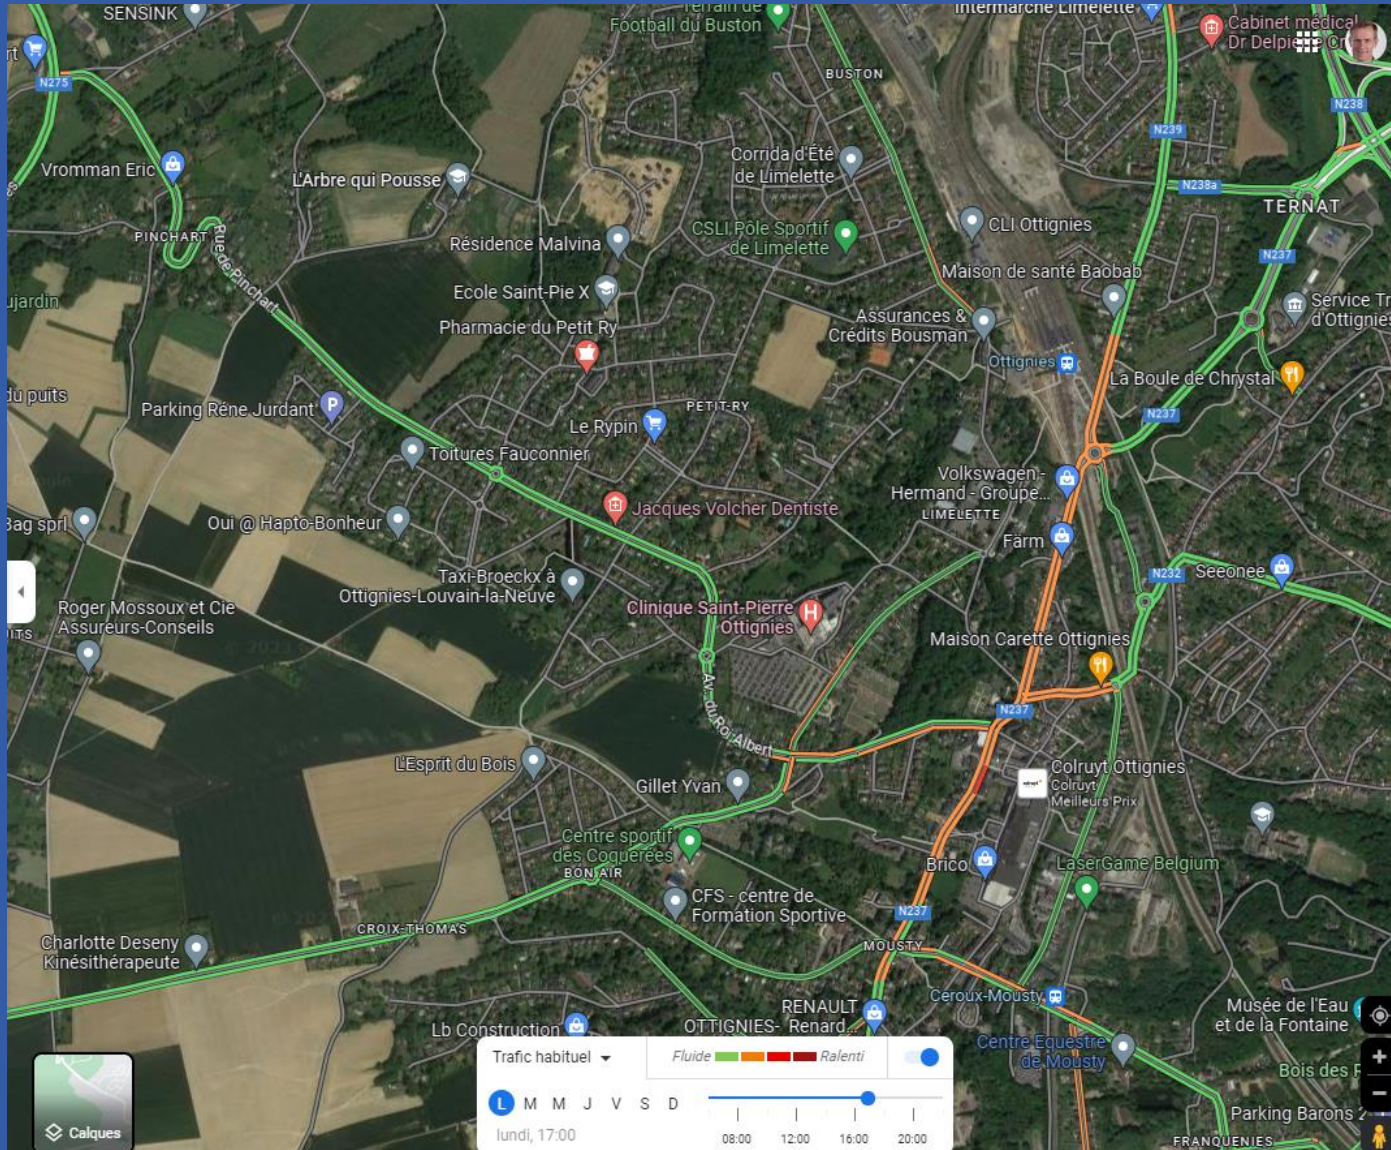 SENSINK
Terrain de
Football du Buston
Intermarché Limelette
Cabinet médical
Dr Delpierre
rt
N275
BUSTON
N238
N239
Vromman Eric
L'Arbre qui Pousse
Corrida d'Été
de Limelette
N238a
TERNAT
PINCHART
Rue de Pinchart
Résidence Malvina
CSLI Pôle Sportif
de Limelette
CLI Ottignies
N237
ujardin
Ecole Saint-Pie X
Maison de santé Baobab
Service Tr
d'Ottignies
Pharmacie du Petit Ry
Assurances &
Crédits Bousman
Ottignies
La Boule de Chrystal
du puits
Parking Réne Jurdant
PETIT-RY
N237
Le Rypin
Toitures Fauconnier
Volkswagen -
Hermand - Groupe...
LIMELETTE
Bag sprl
Oui @ Hapto-Bonheur
Jacques Volcher Dentiste
Färm
Taxi-Broeckx à
Ottignies-Louvain-la-Neuve
N232
Seeonee
Roger Mossoux et Cie
Assureurs-Conseils
ITS
Clinique Saint-Pierre
Ottignies
H
Maison Carette Ottignies
Av. du Roi Albert
N237
L'Esprit du Bois
Gillet Yvan
Colruyt Ottignies
Colruyt
Meilleurs Prix
Centre sportif
des Coquerées
BON AIR
Brico
LaserGame Belgium
CFS - centre de
Formation Sportive
N237
CROIX-THOMAS
Charlotte Deseny
Kinésithérapeute
MOUSTY
Ceroux-Mousty
RENAULT
OTTIGNIES- Renard...
Musée de l'Eau
et de la Fontaine
Lb Construction
Centre Equestre
de Mousty
Bois des R
Trafic habituel
Fluide
Ralenti
L M M J V S D
lundi, 17:00
08:00 12:00 16:00 20:00
Calques
Parking Barons 2
FRANQUENIES